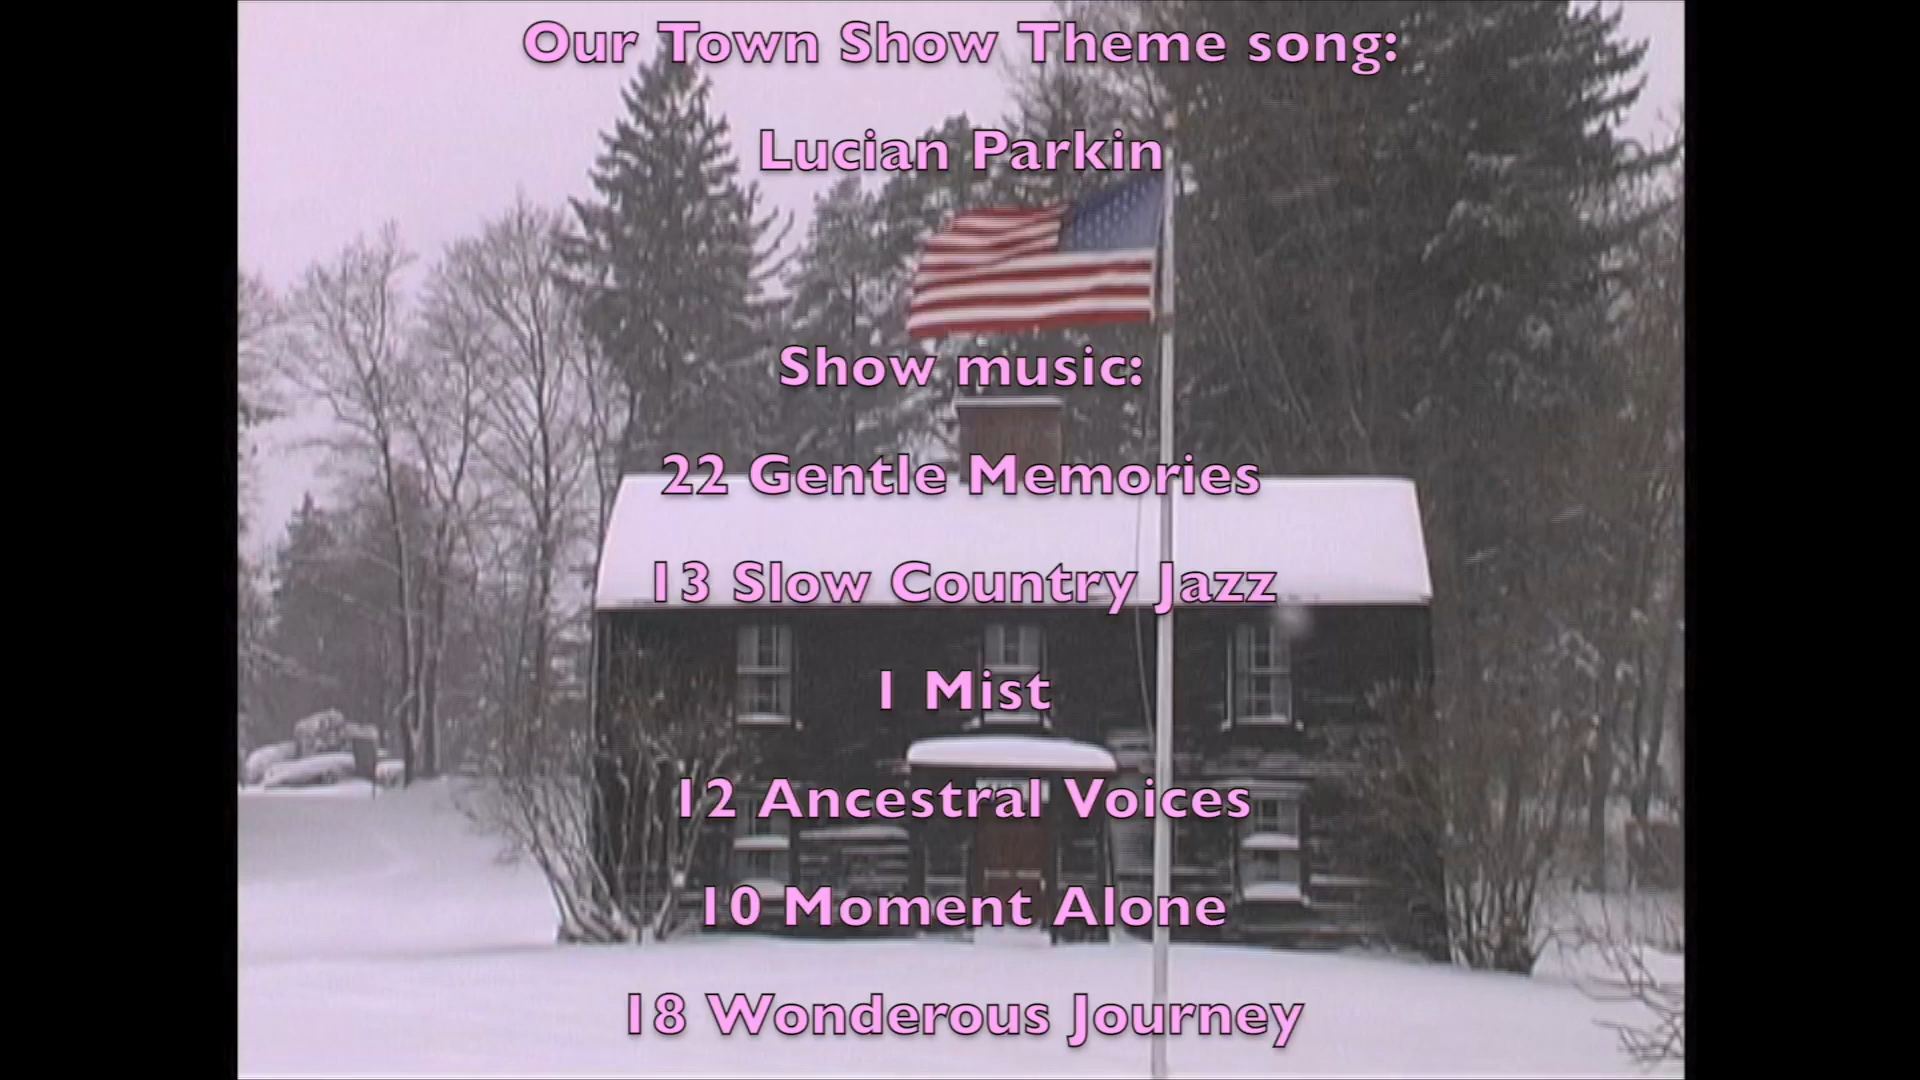 Our Town Show Theme song:
Lucian Parkin
Show music:
22 Gentle Memories
13 Slow Country Jazz
1 Mist
12 Ancestral Voices
10 Moment Alone
18 Wonderous Journey